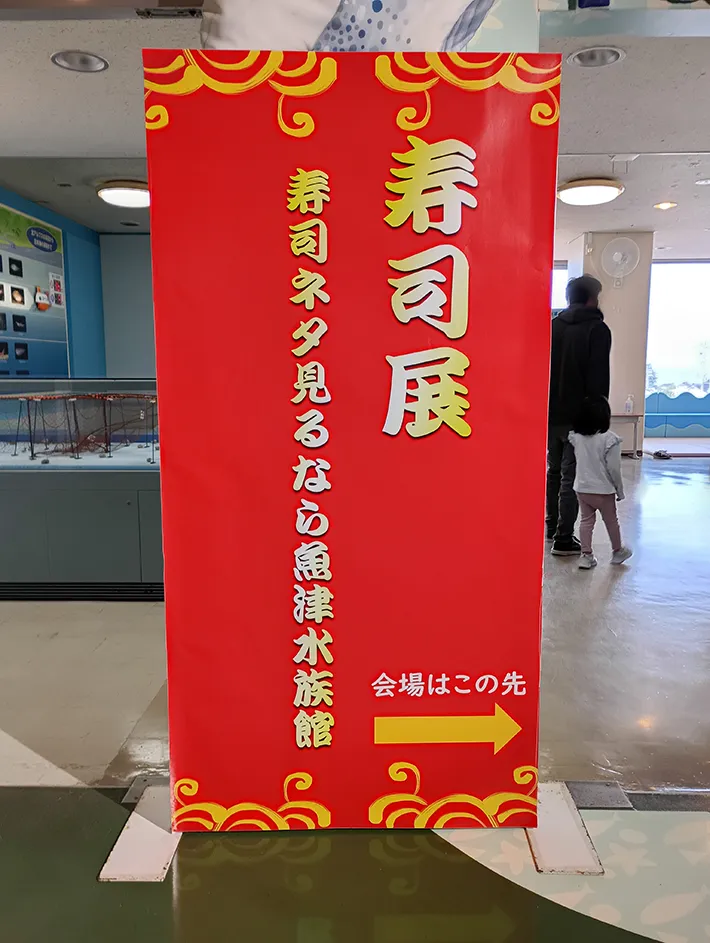 寿司展
寿司ネタ見るなら魚津水族館
会場はこの先